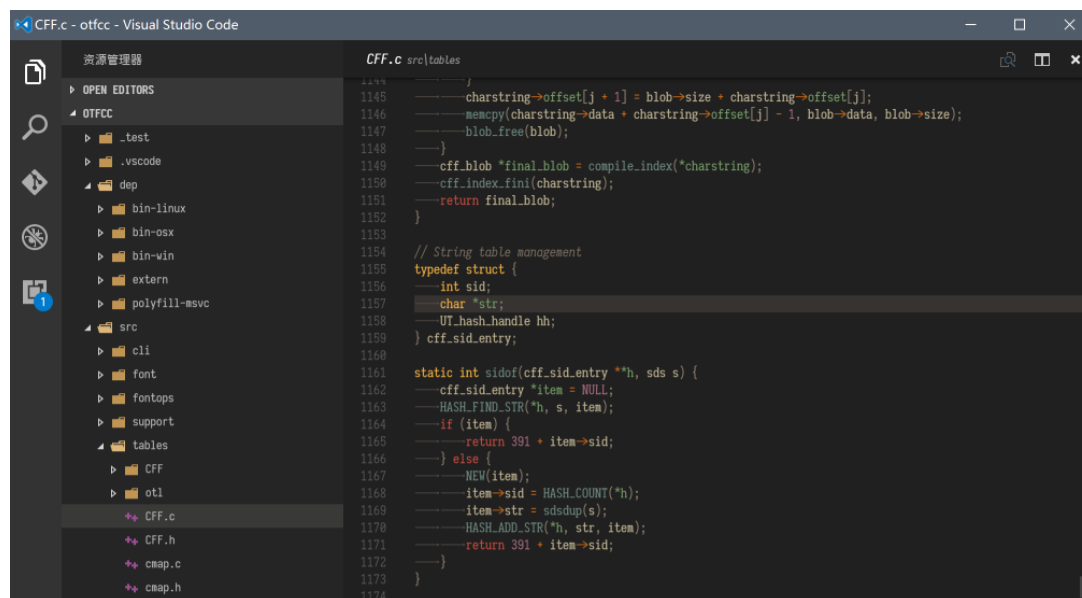 CFF.c - otfcc - Visual Studio Code
资源管理器
OPEN EDITORS
OTFCC
_test
.vscode
dep
bin-linux
bin-osx
bin-win
extern
polyfill-msvc
src
cli
font
fontops
support
tables
CFF
otl
CFF.c
CFF.h
cmap.c
cmap.h
1
CFF.c src\tables
1144 }
1145 charstring->offset[j + 1] = blob->size + charstring->offset[j];
1146 memcpy(charstring->data + charstring->offset[j] - 1, blob->data, blob->size);
1147 blob_free(blob);
1148 }
1149 cff_blob *final_blob = compile_index(*charstring);
1150 cff_index_fini(charstring);
1151 return final_blob;
1152 }
1153
1154 // String table management
1155 typedef struct {
1156 int sid;
1157 char *str;
1158 UT_hash_handle hh;
1159 } cff_sid_entry;
1160
1161 static int sidof(cff_sid_entry **h, sds s) {
1162 cff_sid_entry *item = NULL;
1163 HASH_FIND_STR(*h, s, item);
1164 if (item) {
1165 return 391 + item->sid;
1166 } else {
1167 NEW(item);
1168 item->sid = HASH_COUNT(*h);
1169 item->str = sdsdup(s);
1170 HASH_ADD_STR(*h, str, item);
1171 return 391 + item->sid;
1172 }
1173 }
1174